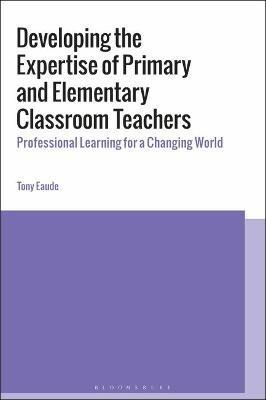 Developing the
Expertise of Primary
and Elementary
Classroom Teachers
Professional Learning for a Changing World
Tony Eaude
BLOOMSBURY